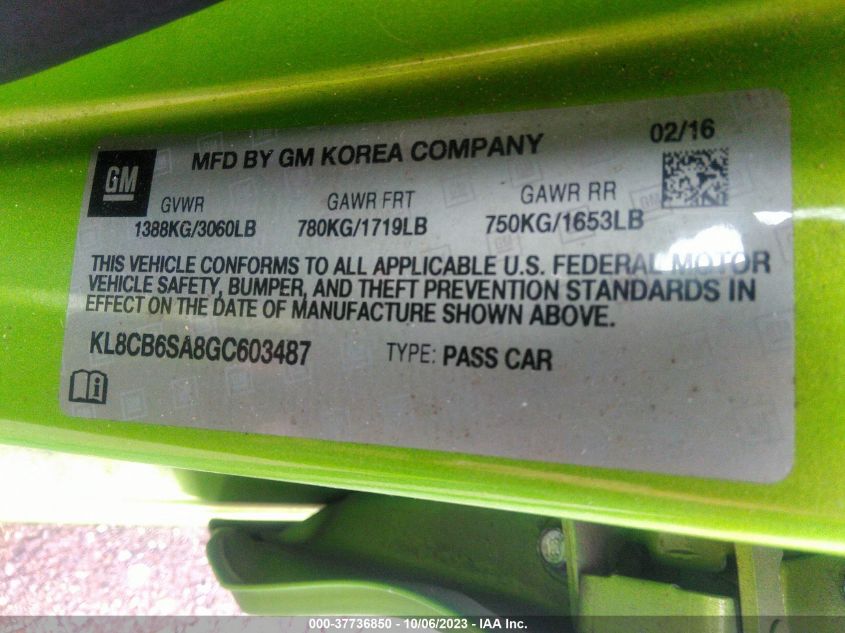 GM
MFD BY GM KOREA COMPANY
02/16
GVWR
GAWR FRT
GAWR RR
1388KG/3060LB
780KG/1719LB
750KG/1653LB
THIS VEHICLE CONFORMS TO ALL APPLICABLE U.S. FEDERAL MOTOR
VEHICLE SAFETY, BUMPER, AND THEFT PREVENTION STANDARDS IN
EFFECT ON THE DATE OF MANUFACTURE SHOWN ABOVE.
KL8CB6SA8GC603487
TYPE: PASS CAR
000-37736850 - 10/06/2023 - IAA Inc.